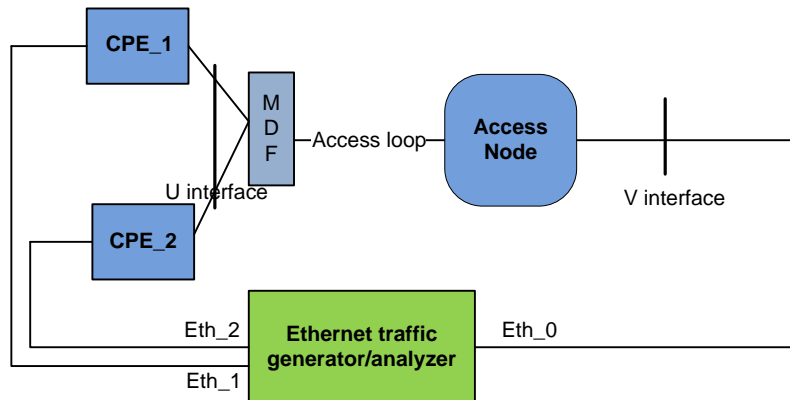 CPE_1
M
D
F
Access loop
Access
Node
U interface
V interface
CPE_2
Eth_2
Ethernet traffic
generator/analyzer
Eth_0
Eth_1